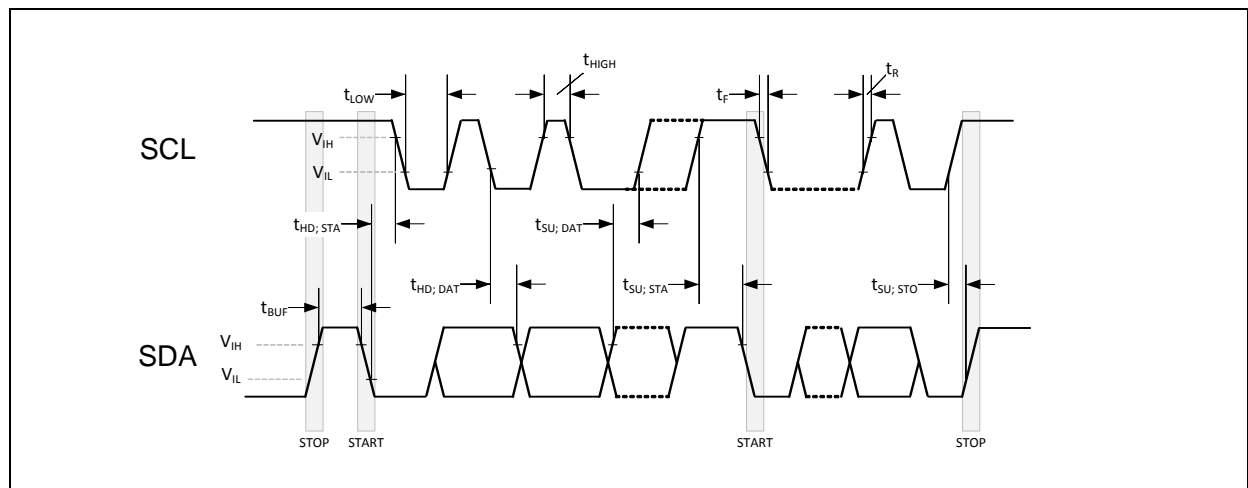 tHIGH
tR
tLOW
tF
SCL
VIH
VIL
tHD; STA
tSU; DAT
tHD; DAT
tSU; STA
tSU; STO
tBUF
SDA
VIH
VIL
STOP
START
START
STOP